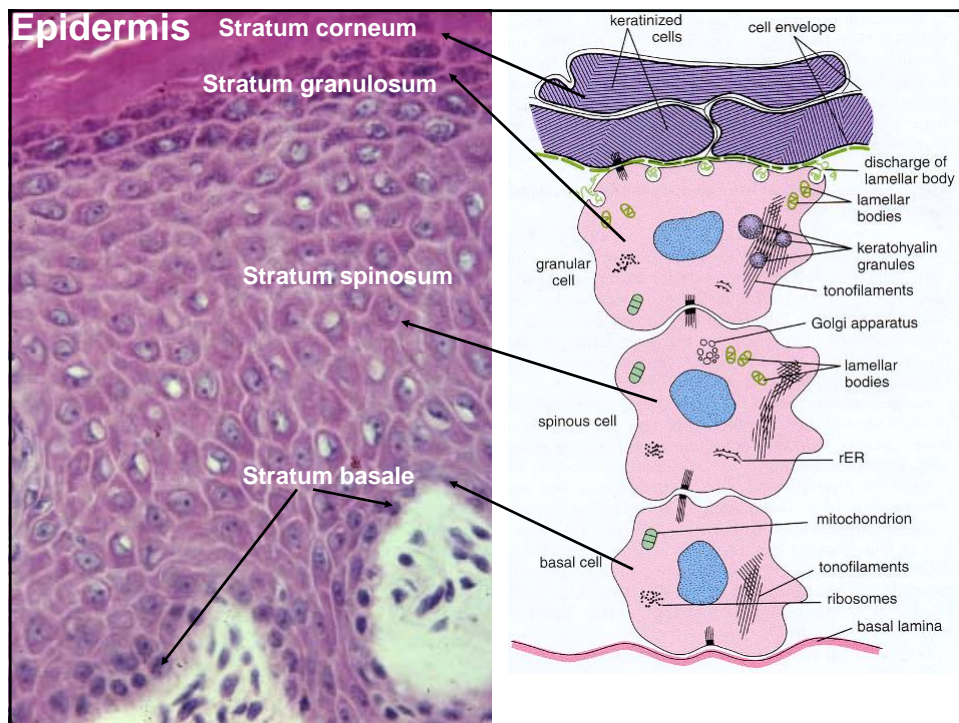 Epidermis
Stratum corneum
Stratum granulosum
Stratum spinosum
Stratum basale
keratinized
cells
cell envelope
discharge of
lamellar body
lamellar
bodies
keratohyalin
granules
tonofilaments
granular
cell
Golgi apparatus
lamellar
bodies
spinous cell
rER
mitochondrion
basal cell
tonofilaments
ribosomes
basal lamina